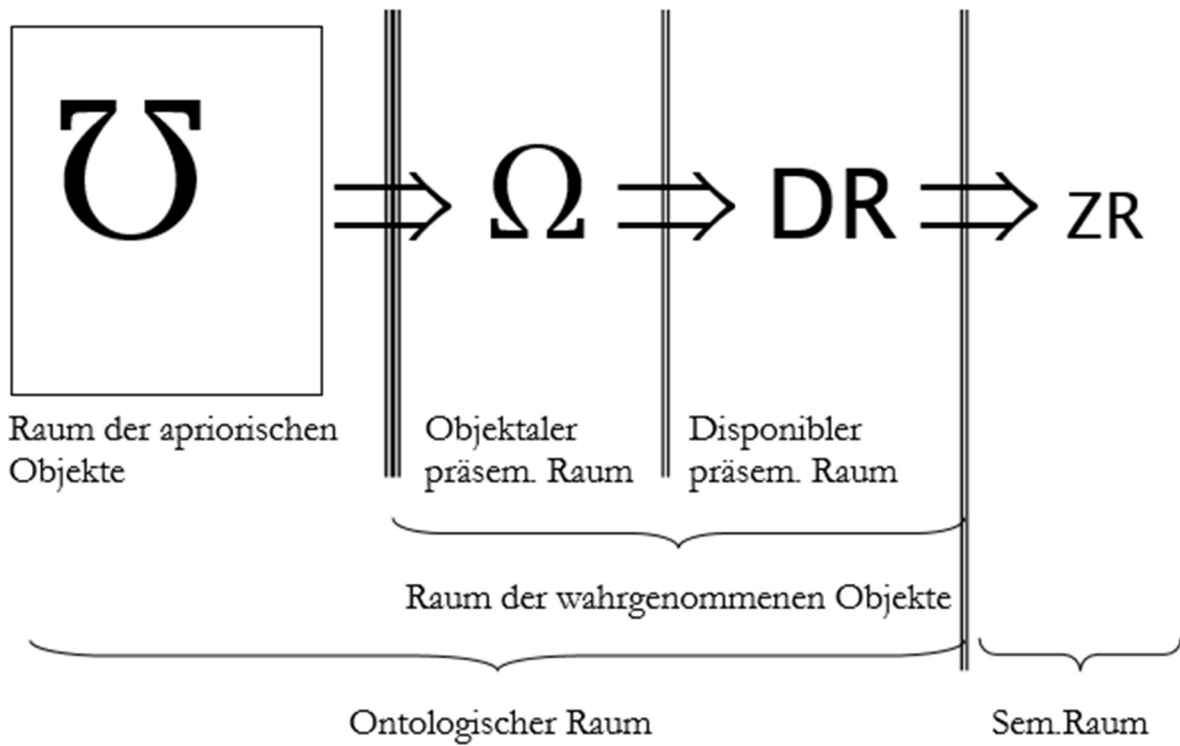 ℧ ⇒ Ω ⇒ DR ⇒ ZR
Raum der apriorischen
Objekte
Objektaler
präsem. Raum
Disponibler
präsem. Raum
Raum der wahrgenommenen Objekte
Ontologischer Raum
Sem.Raum